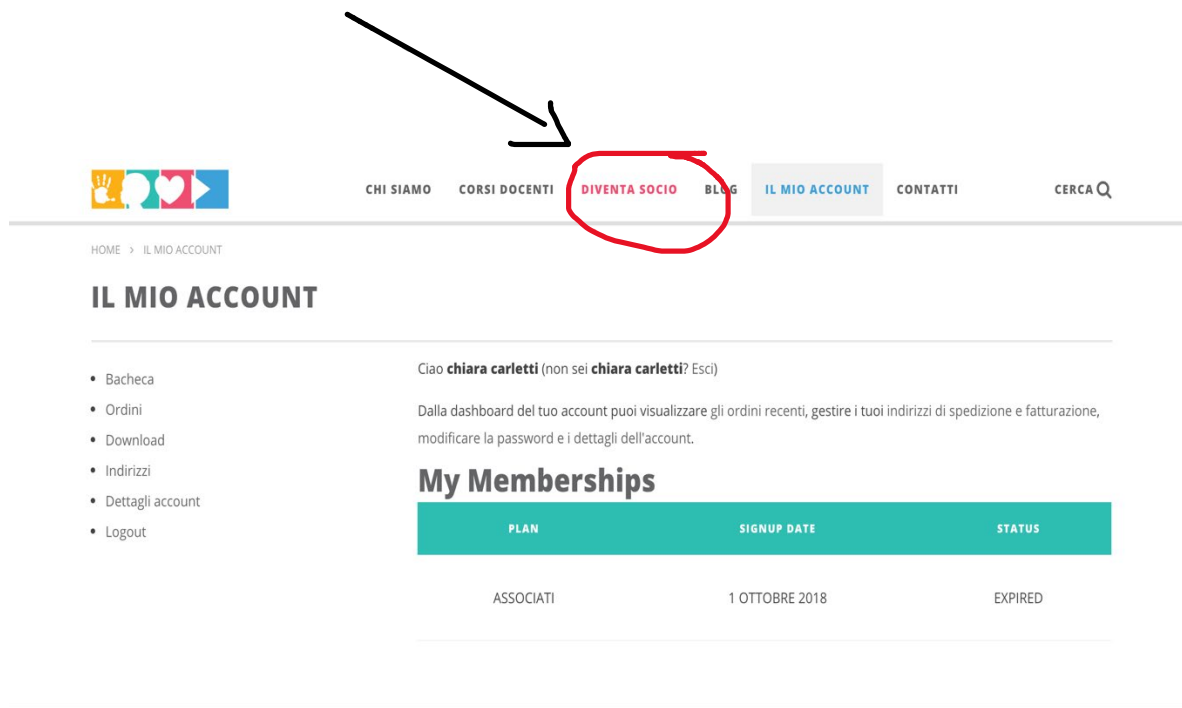 CHI SIAMO CORSI DOCENTI DIVENTA SOCIO BLOG IL MIO ACCOUNT CONTATTI CERCA
HOME > IL MIO ACCOUNT
IL MIO ACCOUNT
Bacheca
Ordini
Download
Indirizzi
Dettagli account
Logout
Ciao chiara carletti (non sei chiara carletti? Esci)
Dalla dashboard del tuo account puoi visualizzare gli ordini recenti, gestire i tuoi indirizzi di spedizione e fatturazione,
modificare la password e i dettagli dell'account.
My Memberships
PLAN SIGNUP DATE STATUS
ASSOCIATI 1 OTTOBRE 2018 EXPIRED